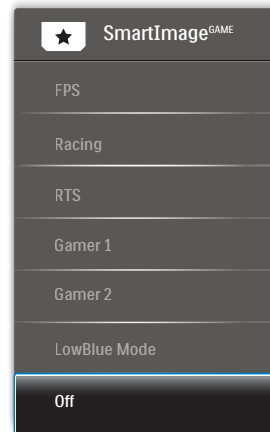 SmartImageGAME
FPS
Racing
RTS
Gamer 1
Gamer 2
LowBlue Mode
Off